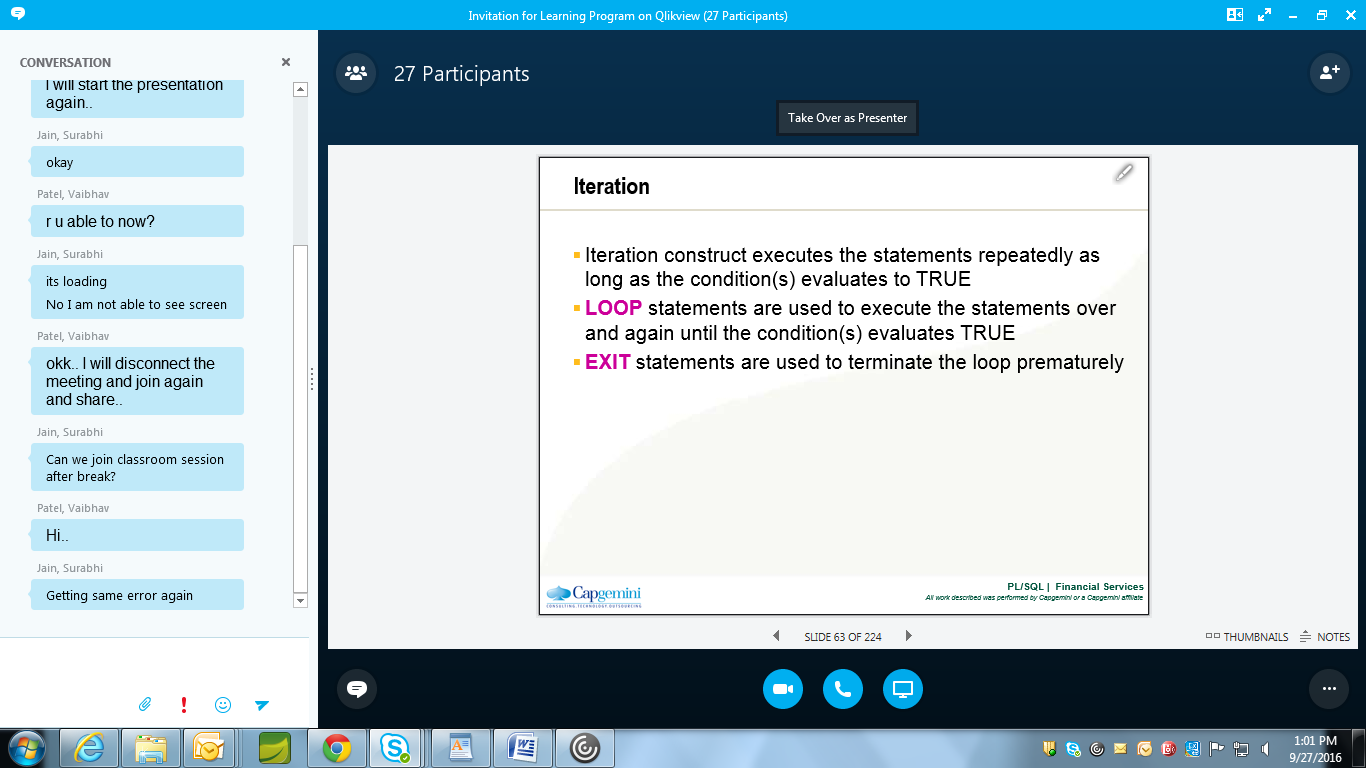 Invitation for Learning Program on Qlikview (27 Participants)
CONVERSATION
I will start the presentation
again..
Jain, Surabhi
okay
Patel, Vaibhav
r u able to now?
Jain, Surabhi
its loading
No I am not able to see screen
Patel, Vaibhav
okk.. I will disconnect the
meeting and join again
and share..
Jain, Surabhi
Can we join classroom session
after break?
Patel, Vaibhav
Hi..
Jain, Surabhi
Getting same error again
27 Participants
Take Over as Presenter
Iteration
Iteration construct executes the statements repeatedly as
long as the condition(s) evaluates to TRUE
LOOP statements are used to execute the statements over
and again until the condition(s) evaluates TRUE
EXIT statements are used to terminate the loop prematurely
Capgemini
CONSULTING.TECHNOLOGY.OUTSOURCING
PL/SQL | Financial Services
All work described was performed by Capgemini or a Capgemini affiliate
SLIDE 63 OF 224
THUMBNAILS
NOTES
1:01 PM
9/27/2016